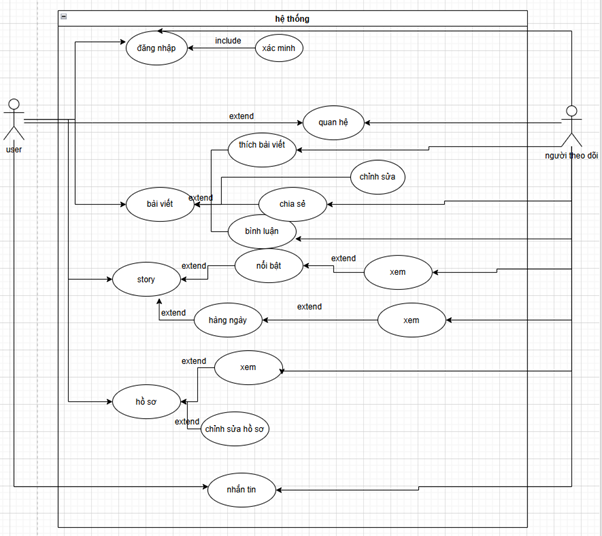 hệ thống
đăng nhập
include
xác minh
extend
quan hệ
user
người theo dõi
thích bài viết
chỉnh sửa
bài viết
extend
chia sẻ
bình luận
story
extend
nổi bật
extend
xem
extend
hàng ngày
extend
xem
extend
xem
hồ sơ
extend
chỉnh sửa hồ sơ
nhắn tin